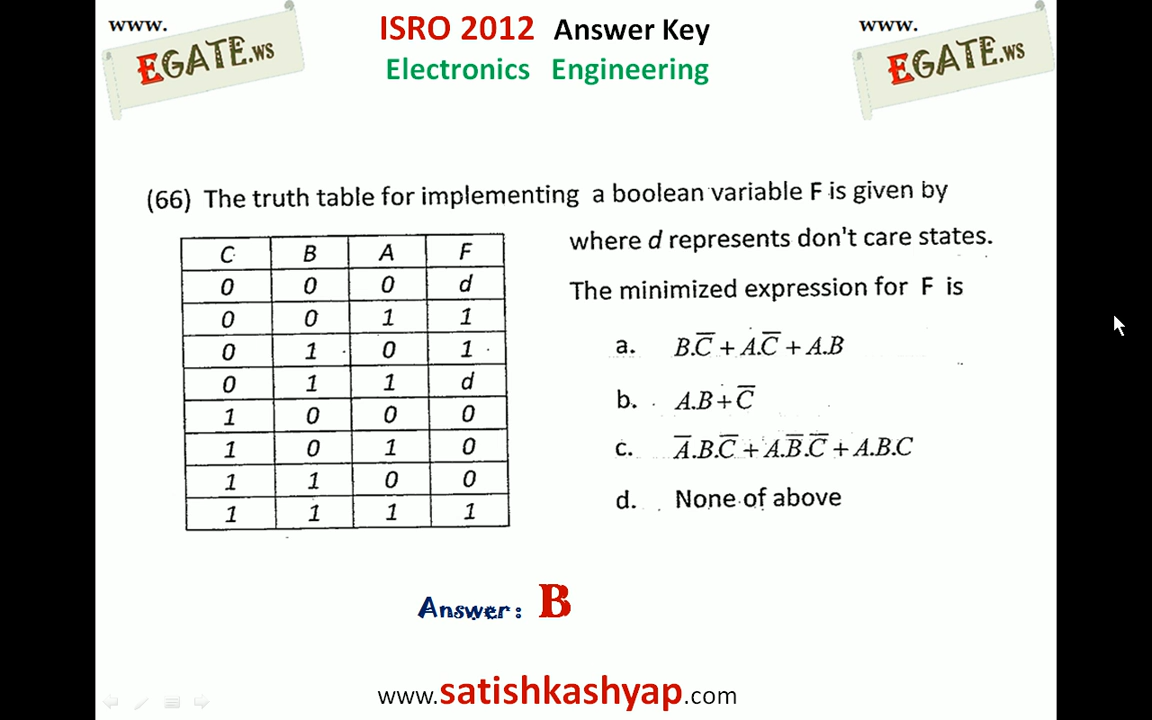 www.
EGATE.ws
ISRO 2012 Answer Key
Electronics Engineering
www.
EGATE.ws
(66) The truth table for implementing a boolean variable F is given by
where d represents don't care states.
The minimized expression for F is
C B A F
0 0 0 d
0 0 1 1
0 1 0 1
0 1 1 d
1 0 0 0
1 0 1 0
1 1 0 0
1 1 1 1
a. B.C̅ + A.C̅ + A.B
b. A.B + C̅
c. A̅.B.C̅ + A.B̅.C̅ + A.B.C
d. None of above
Answer: B
www.satishkashyap.com